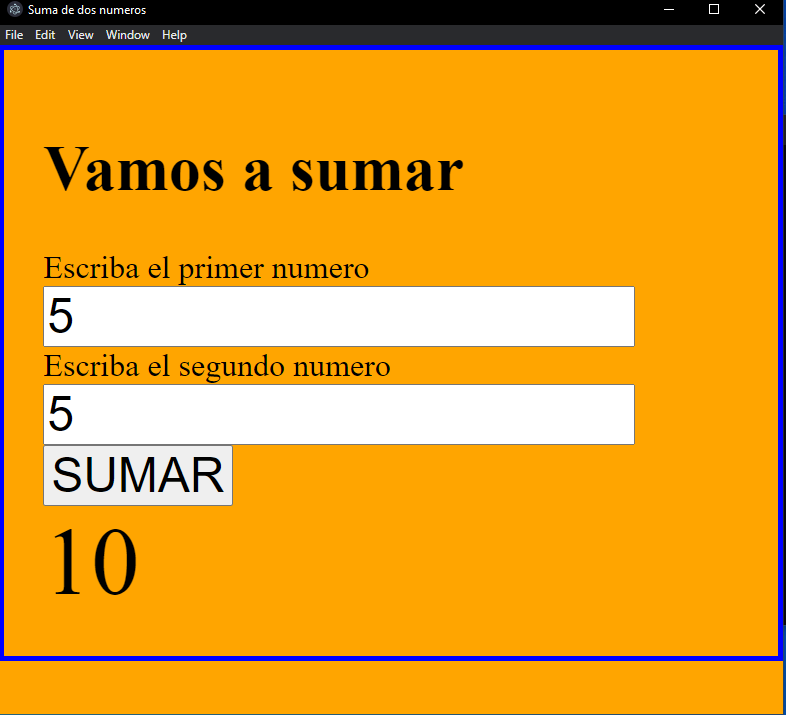 Suma de dos numeros
File Edit View Window Help
Vamos a sumar
Escriba el primer numero
5
Escriba el segundo numero
5
SUMAR
10